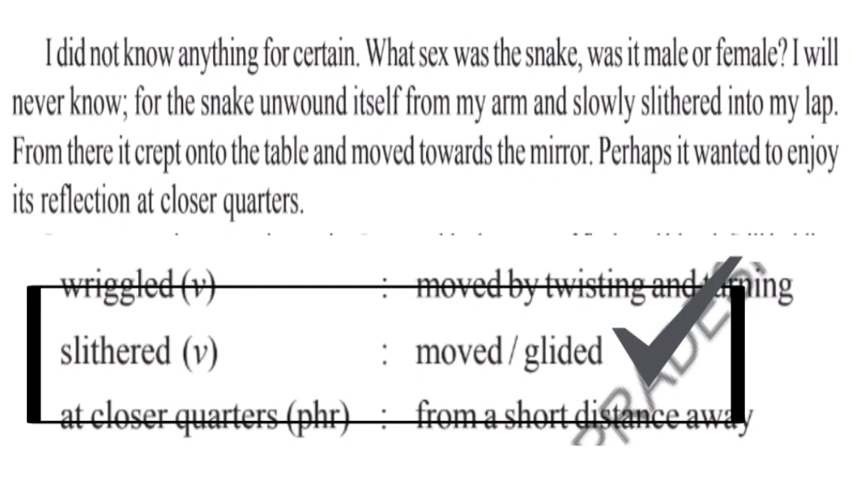 I did not know anything for certain. What sex was the snake, was it male or female? I will
never know; for the snake unwound itself from my arm and slowly slithered into my lap.
From there it crept onto the table and moved towards the mirror. Perhaps it wanted to enjoy
its reflection at closer quarters.
wriggled (v) : moved by twisting and turning
slithered (v) : moved / glided
at closer quarters (phr) : from a short distance away